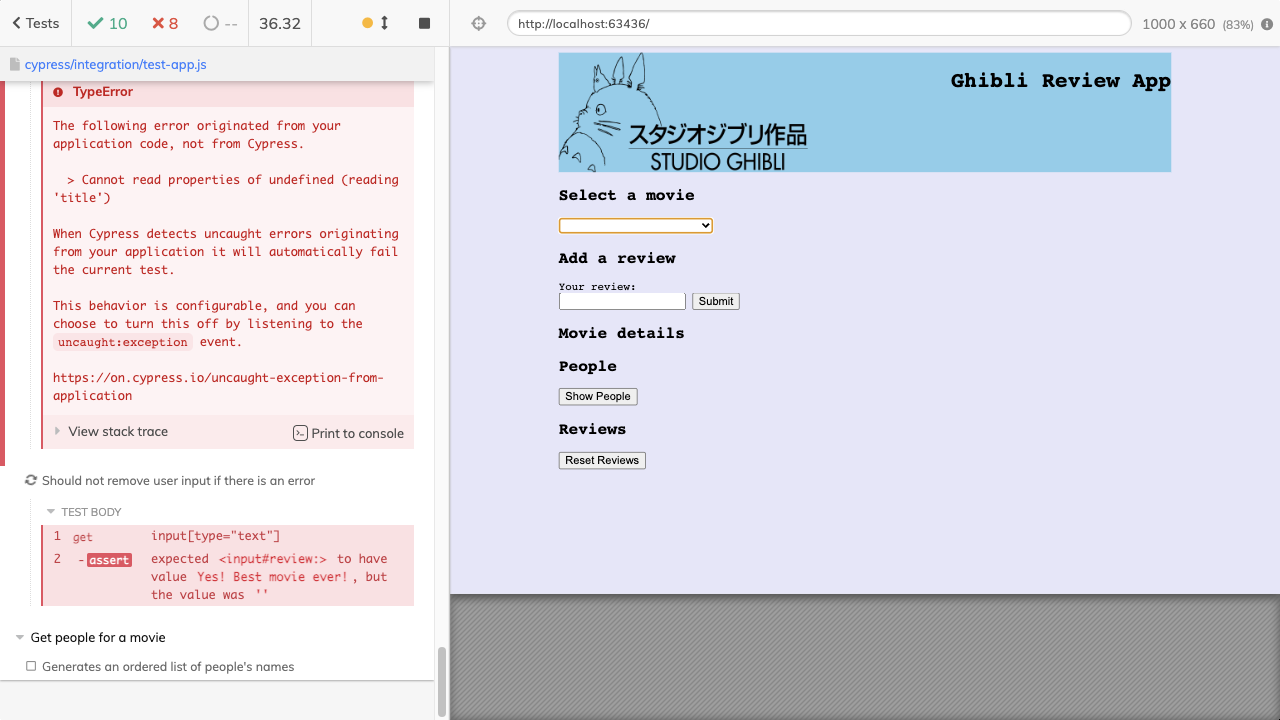 Tests
10
8
--
36.32
http://localhost:63436/
1000 x 660 (83%)
cypress/integration/test-app.js
TypeError
The following error originated from your
application code, not from Cypress.
> Cannot read properties of undefined (reading
'title')
When Cypress detects uncaught errors originating
from your application it will automatically fail
the current test.
This behavior is configurable, and you can
choose to turn this off by listening to the
uncaught:exception event.
https://on.cypress.io/uncaught-exception-from-
application
View stack trace
Print to console
Should not remove user input if there is an error
TEST BODY
1 get input[type="text"]
2 -assert expected <input#review:> to have
value Yes! Best movie ever!, but
the value was ''
Get people for a movie
Generates an ordered list of people's names
Ghibli Review App
スタジオジブリ作品
STUDIO GHIBLI
Select a movie
Add a review
Your review:
Submit
Movie details
People
Show People
Reviews
Reset Reviews